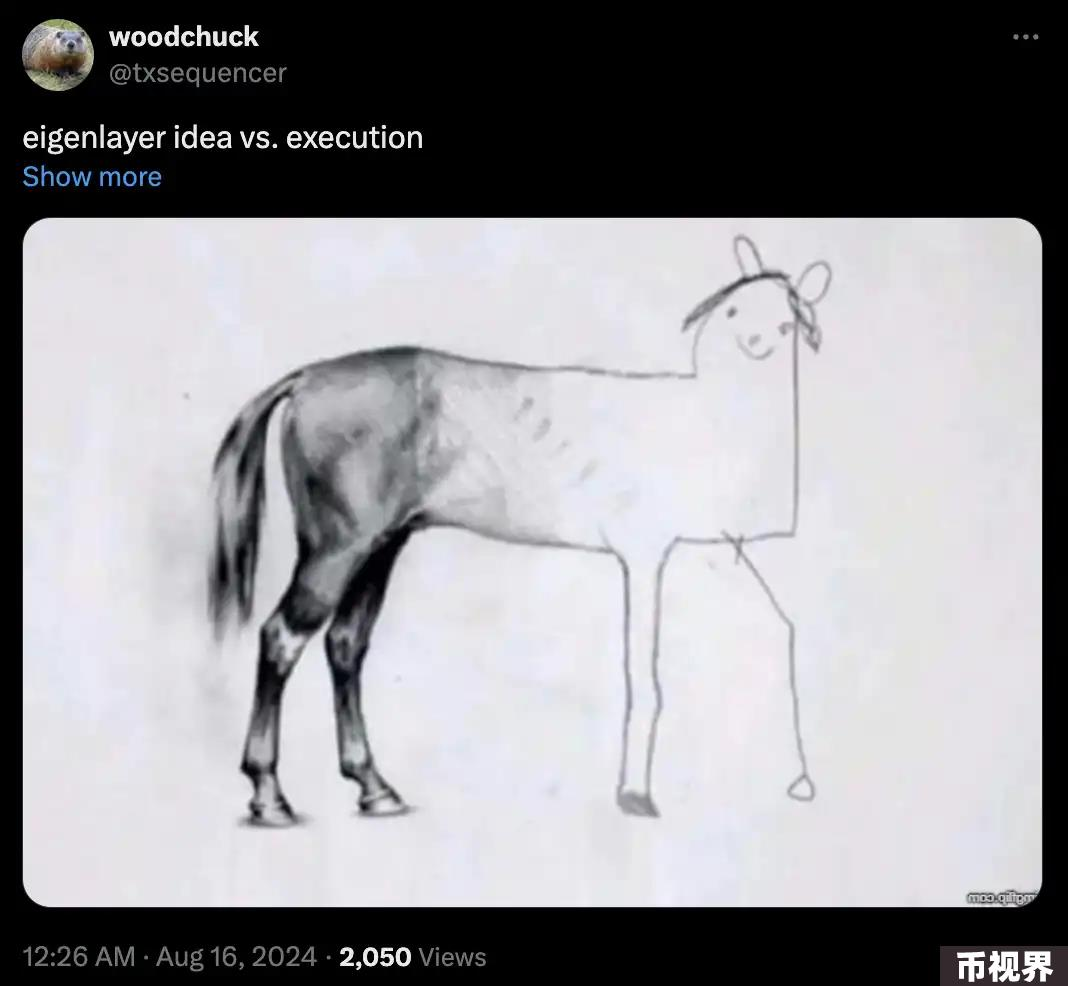 woodchuck
@txsequencer
eigenlayer idea vs. execution
Show more
12:26 AM · Aug 16, 2024 · 2,050 Views
币视界